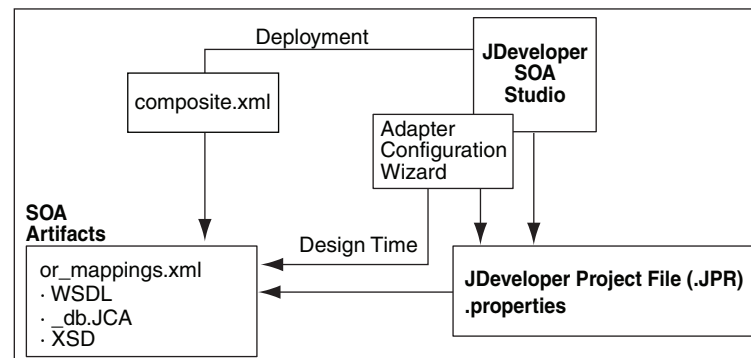 Deployment
JDeveloper
SOA
Studio
composite.xml
Adapter
Configuration
Wizard
SOA
Artifacts
Design Time
or_mappings.xml
· WSDL
· _db.JCA
· XSD
JDeveloper Project File (.JPR)
.properties